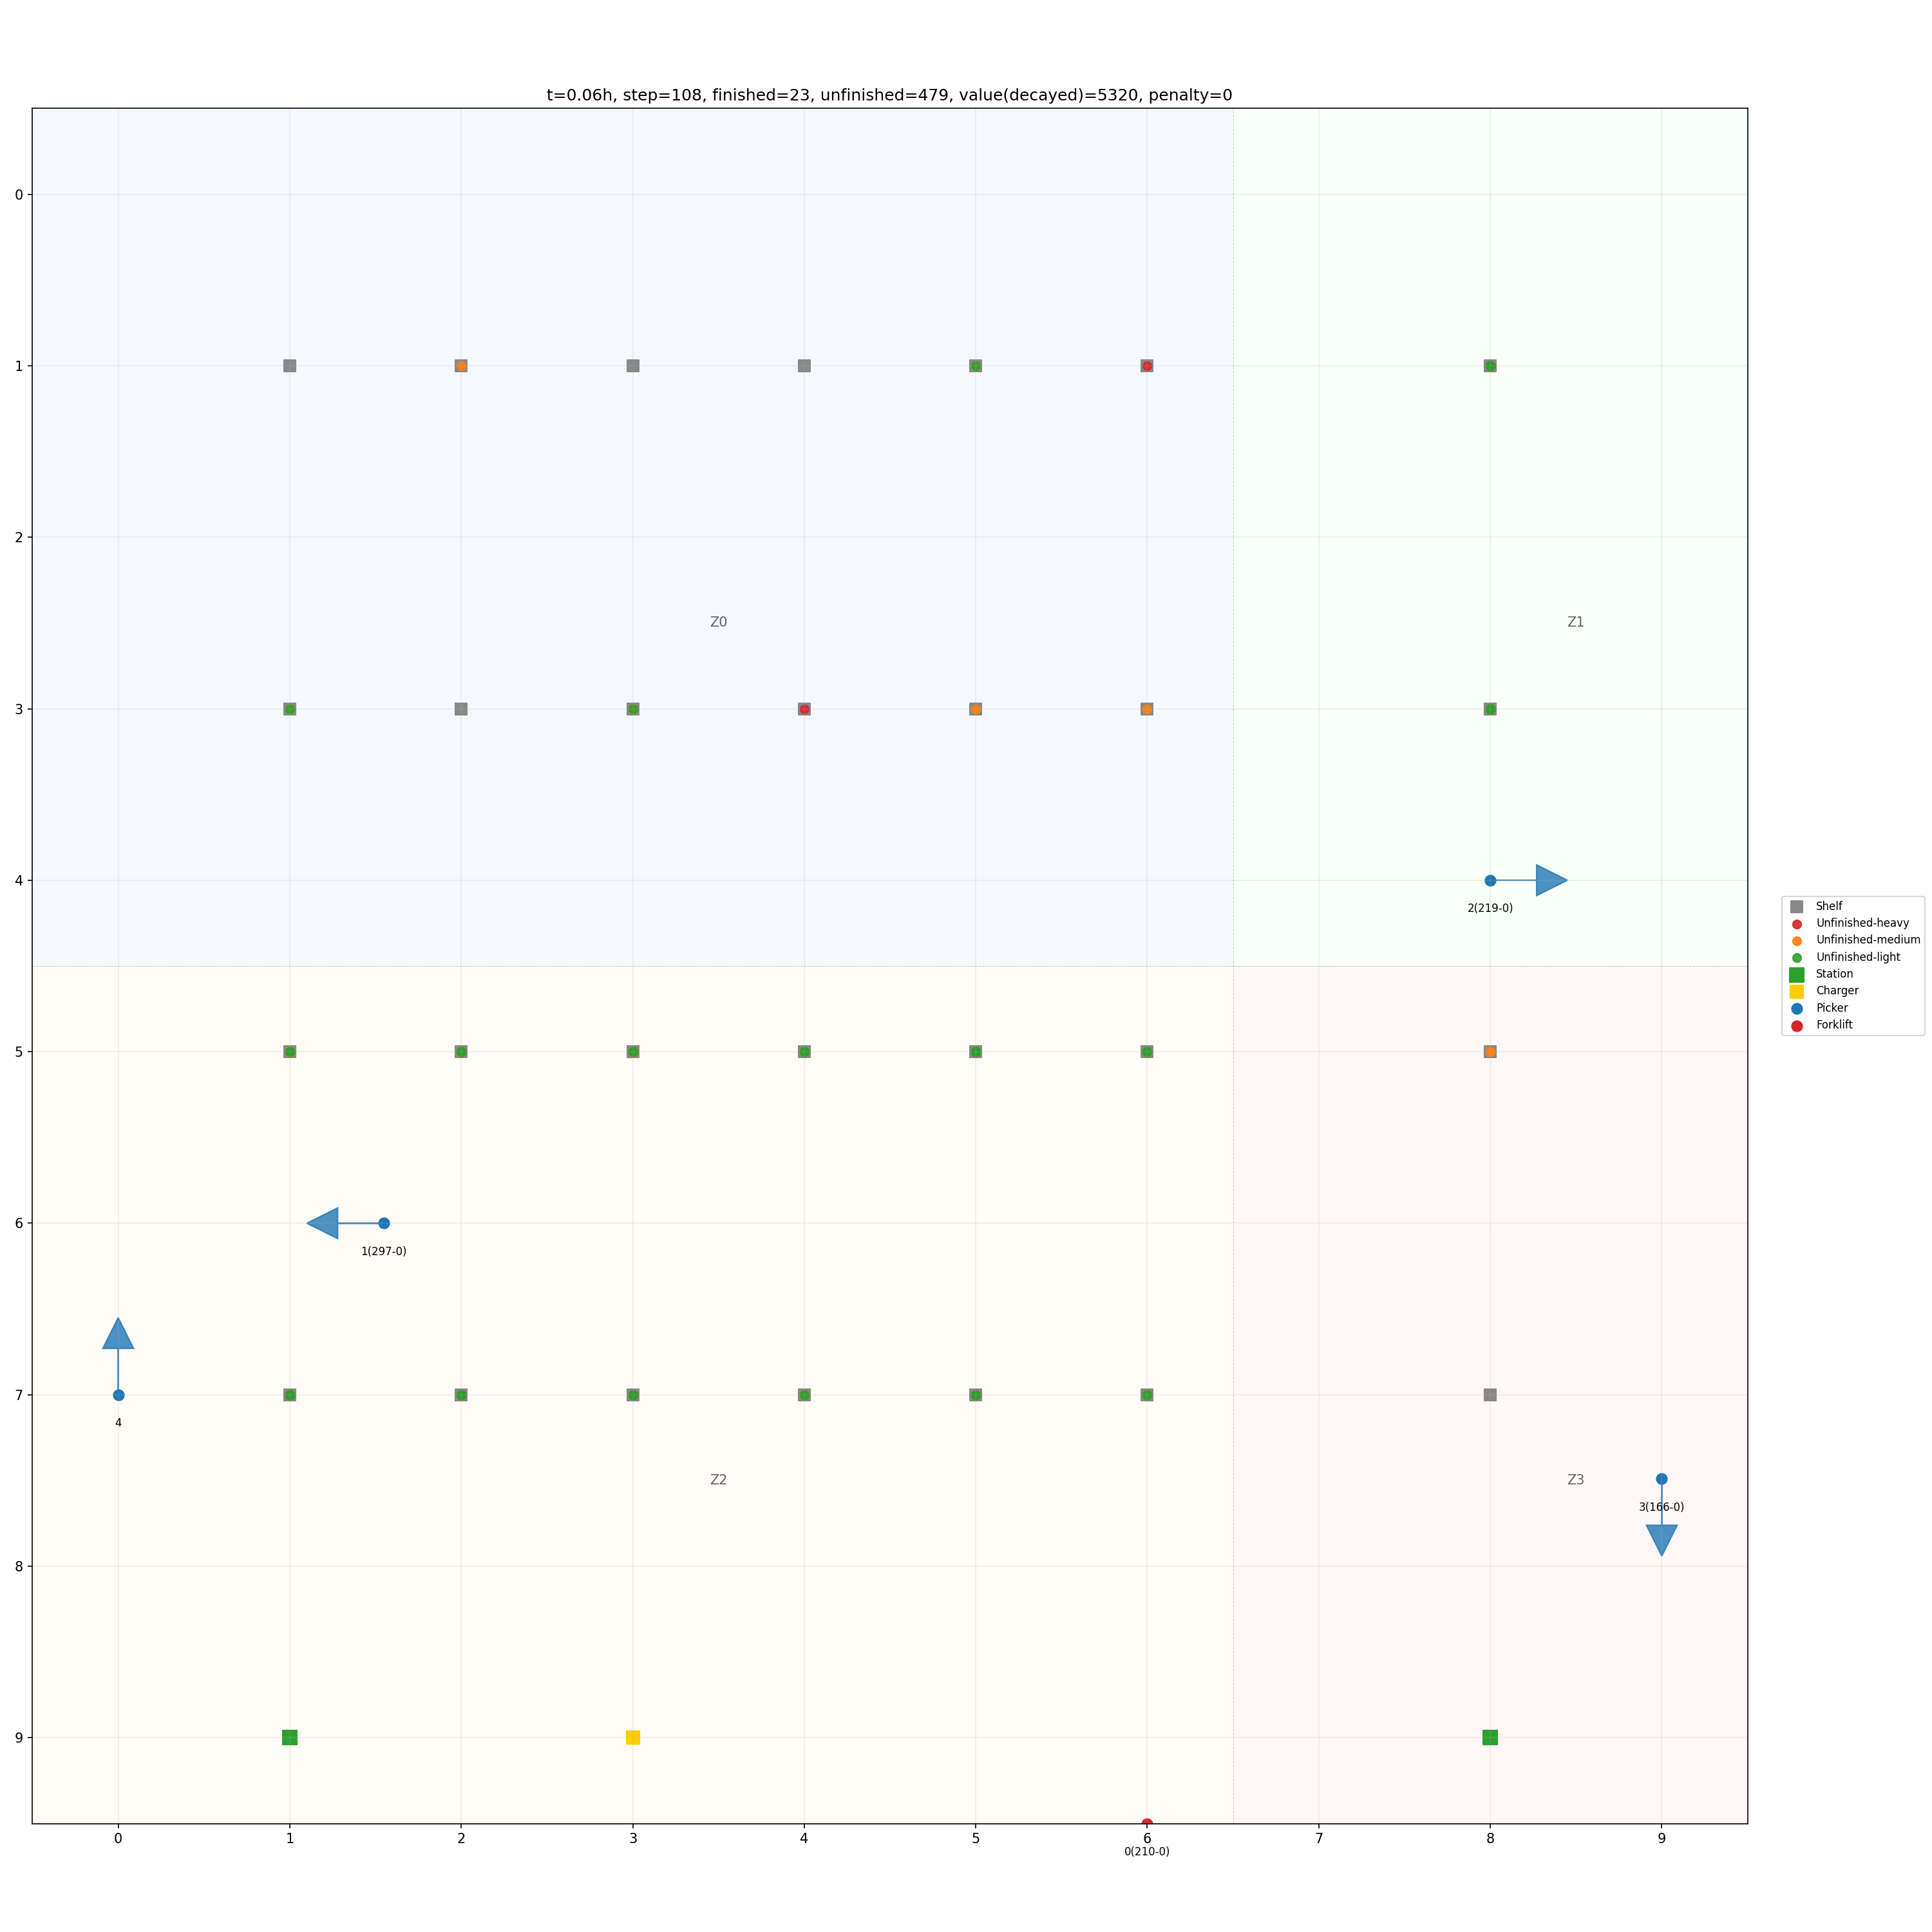 t=0.06h, step=108, finished=23, unfinished=479, value(decayed)=5320, penalty=0
0
1
2
Z0
Z1
3
4
2(219-0)
Shelf
Unfinished-heavy
Unfinished-medium
Unfinished-light
Station
Charger
Picker
Forklift
5
6
1(297-0)
7
4
Z2
Z3
3(166-0)
8
9
0 1 2 3 4 5 6 7 8 9
0(210-0)